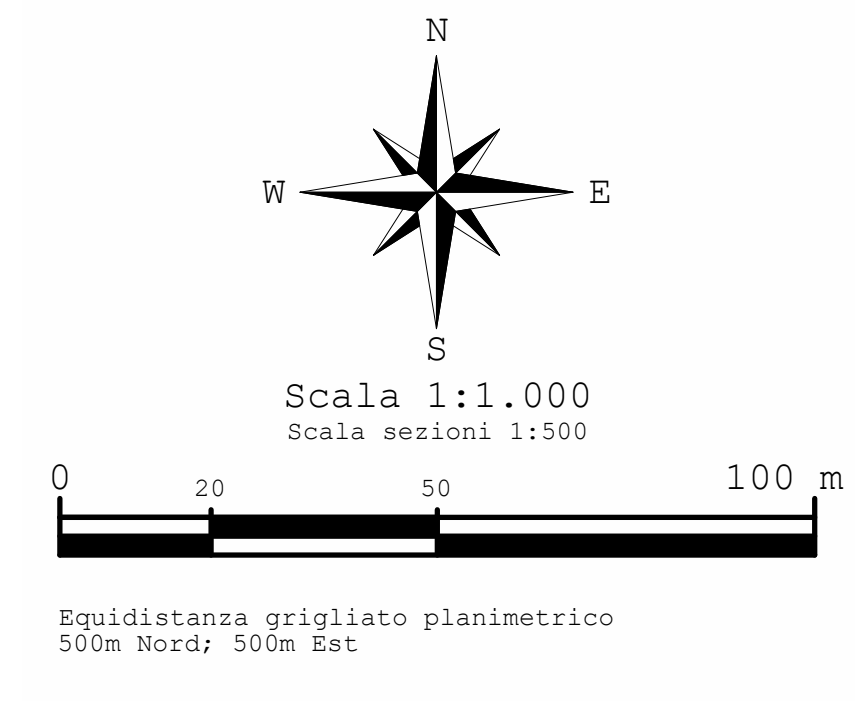 N
W E
S
Scala 1:1.000
Scala sezioni 1:500
0 20 50 100 m
Equidistanza grigliato planimetrico
500m Nord; 500m Est